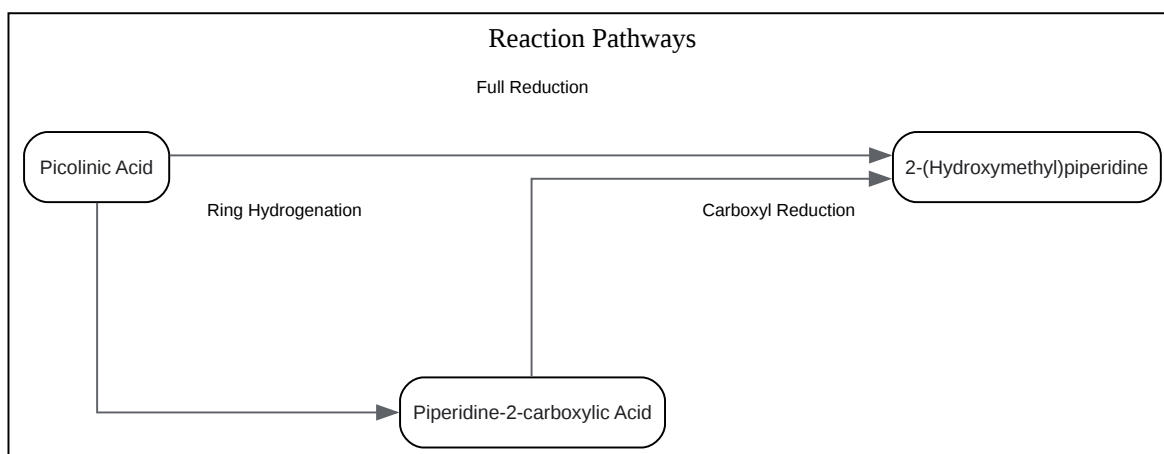 Reaction Pathways
Full Reduction
Picolinic Acid
2-(Hydroxymethyl)piperidine
Ring Hydrogenation
Carboxyl Reduction
Piperidine-2-carboxylic Acid